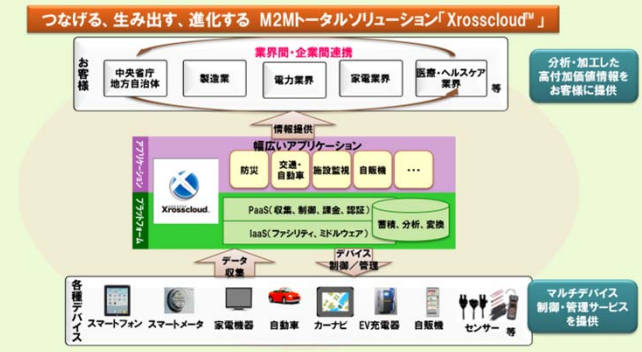 つなげる、生み出す、進化する M2Mトータルソリューション「Xrosscloud™」
業界間・企業間連携
お客様
中央省庁
地方自治体
製造業
電力業界
家電業界
医療・ヘルスケア
業界
等
分析・加工した
高付加価値情報を
お客様に提供
情報提供
アプリケーション
幅広いアプリケーション
防災
交通・
自動車
施設監視
自販機
・・・
Xrosscloud.
プラットフォーム
PaaS(収集、制御、課金、認証)
IaaS(ファシリティ、ミドルウェア)
蓄積、分析、変換
データ
収集
デバイス
制御／管理
各種デバイス
スマートフォン
スマートメータ
家電機器
自動車
カーナビ
EV充電器
自販機
センサー
等
マルチデバイス
制御・管理サービス
を提供